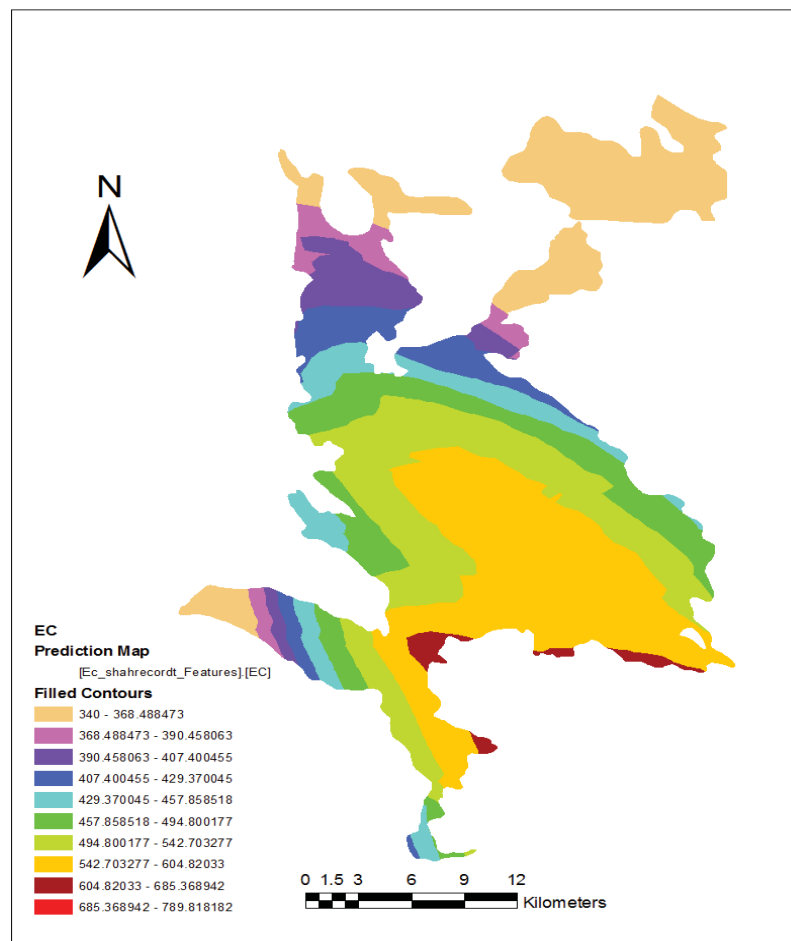 N
EC
Prediction Map
[Ec_shahrecordt_Features].[EC]
Filled Contours
340 - 368.488473
368.488473 - 390.458063
390.458063 - 407.400455
407.400455 - 429.370045
429.370045 - 457.858518
457.858518 - 494.800177
494.800177 - 542.703277
542.703277 - 604.82033
604.82033 - 685.368942
685.368942 - 789.818182
0 1.5 3 6 9 12
Kilometers